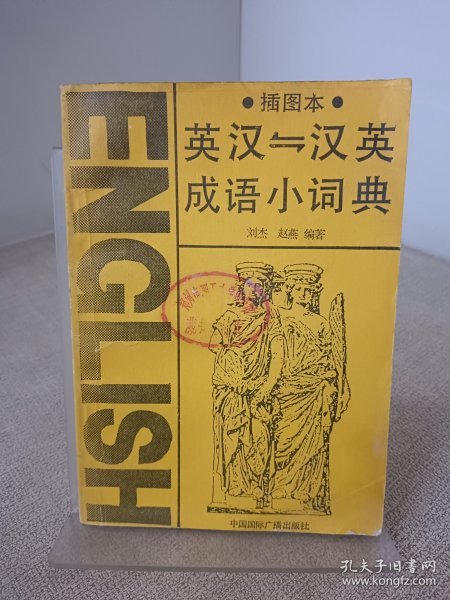 ENGLISH
•插图本•
英汉⇋汉英
成语小词典
刘杰 赵燕 编著
中国国际广播出版社
孔夫子旧书网
www.kongfz.com